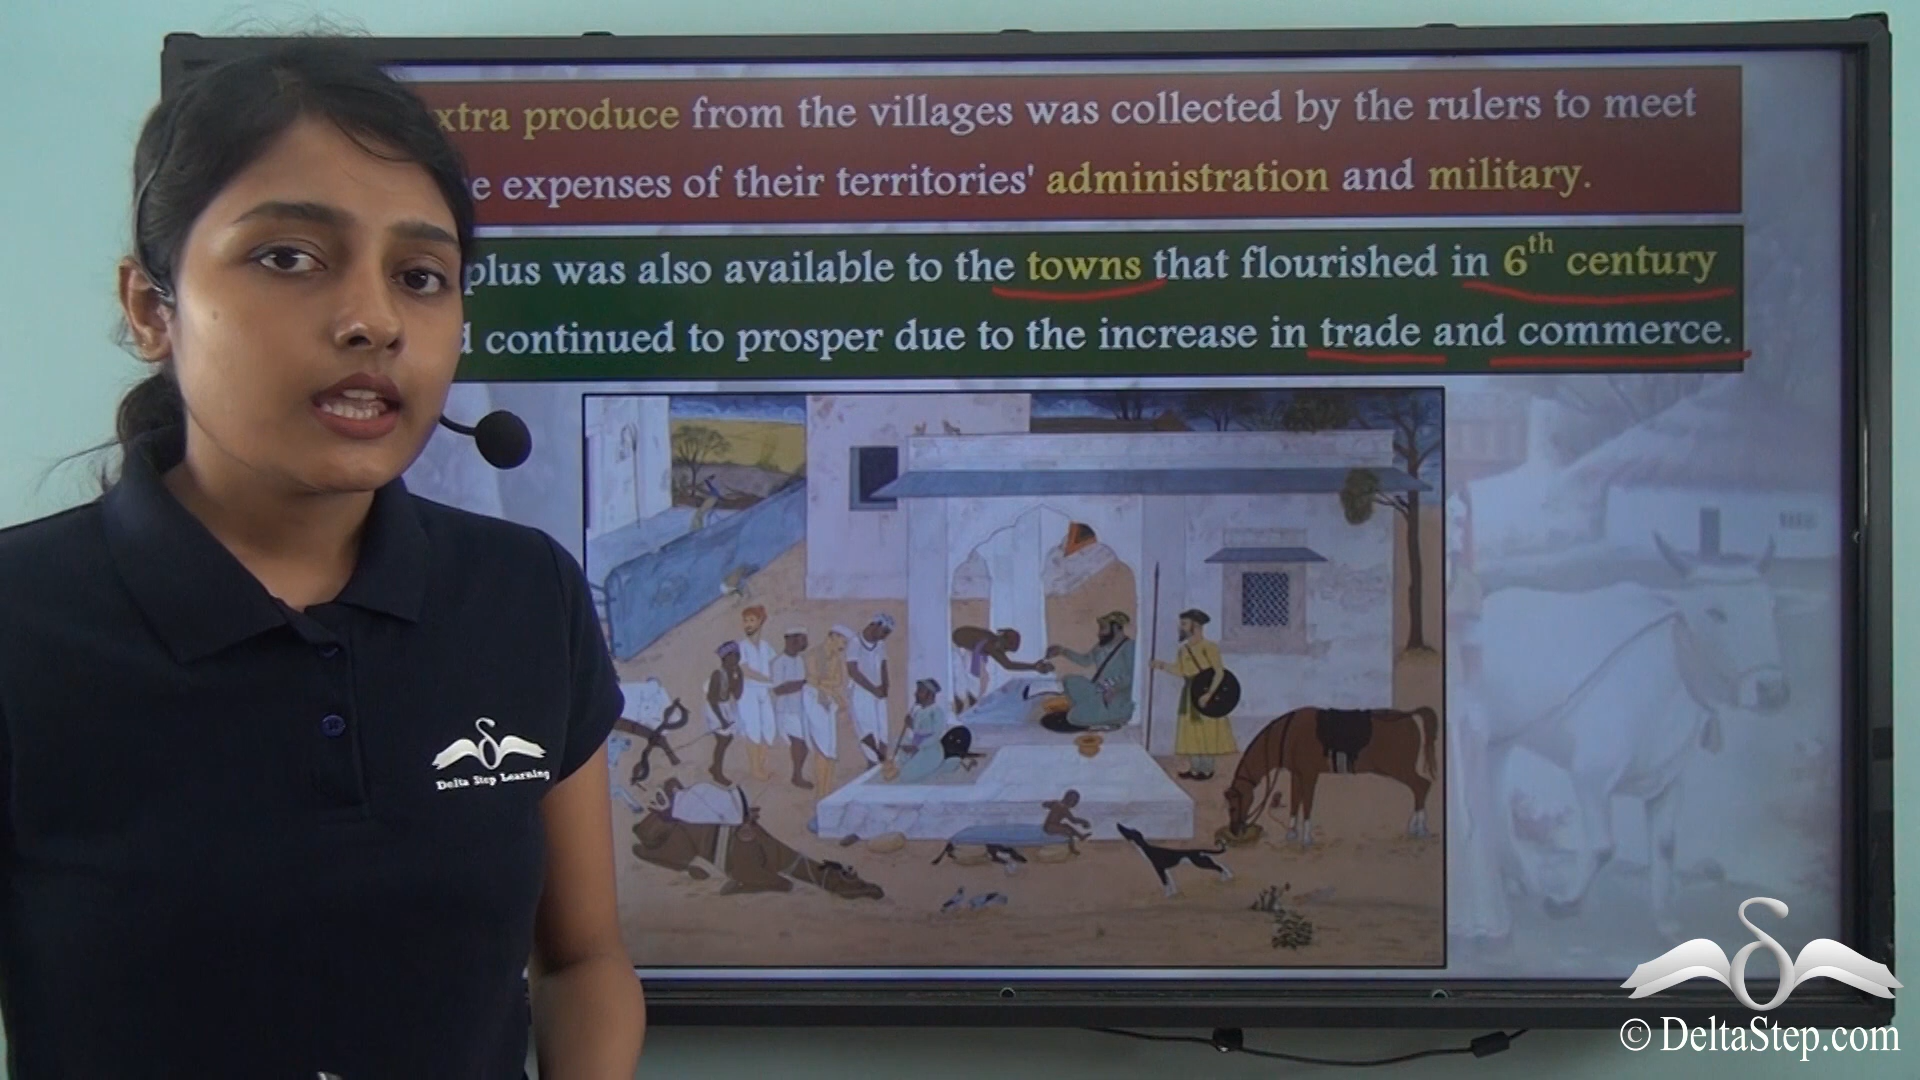 xtra produce from the villages was collected by the rulers to meet
e expenses of their territories' administration and military.
plus was also available to the towns that flourished in 6th century
d continued to prosper due to the increase in trade and commerce.
Delta Step Learning
© DeltaStep.com